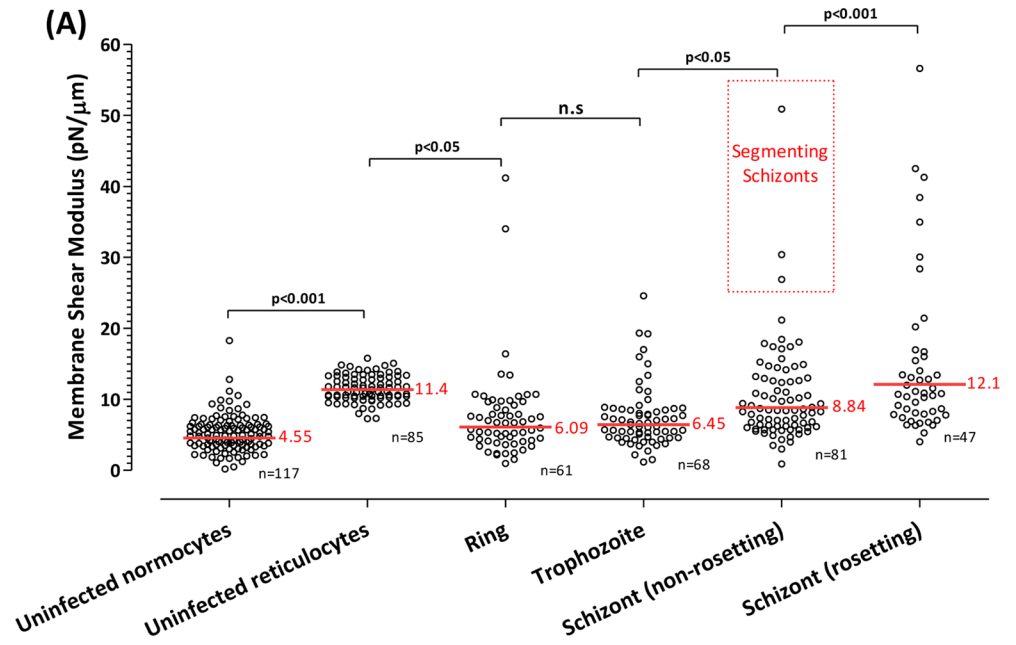 (A)
p<0.001
p<0.05
n.s
p<0.05
p<0.001
Membrane Shear Modulus (pN/µm)
60
50
40
30
20
10
0
Segmenting
Schizonts
4.55
11.4
6.09
6.45
8.84
12.1
n=117
n=85
n=61
n=68
n=81
n=47
Uninfected normocytes
Uninfected reticulocytes
Ring
Trophozoite
Schizont (non-rosetting)
Schizont (rosetting)